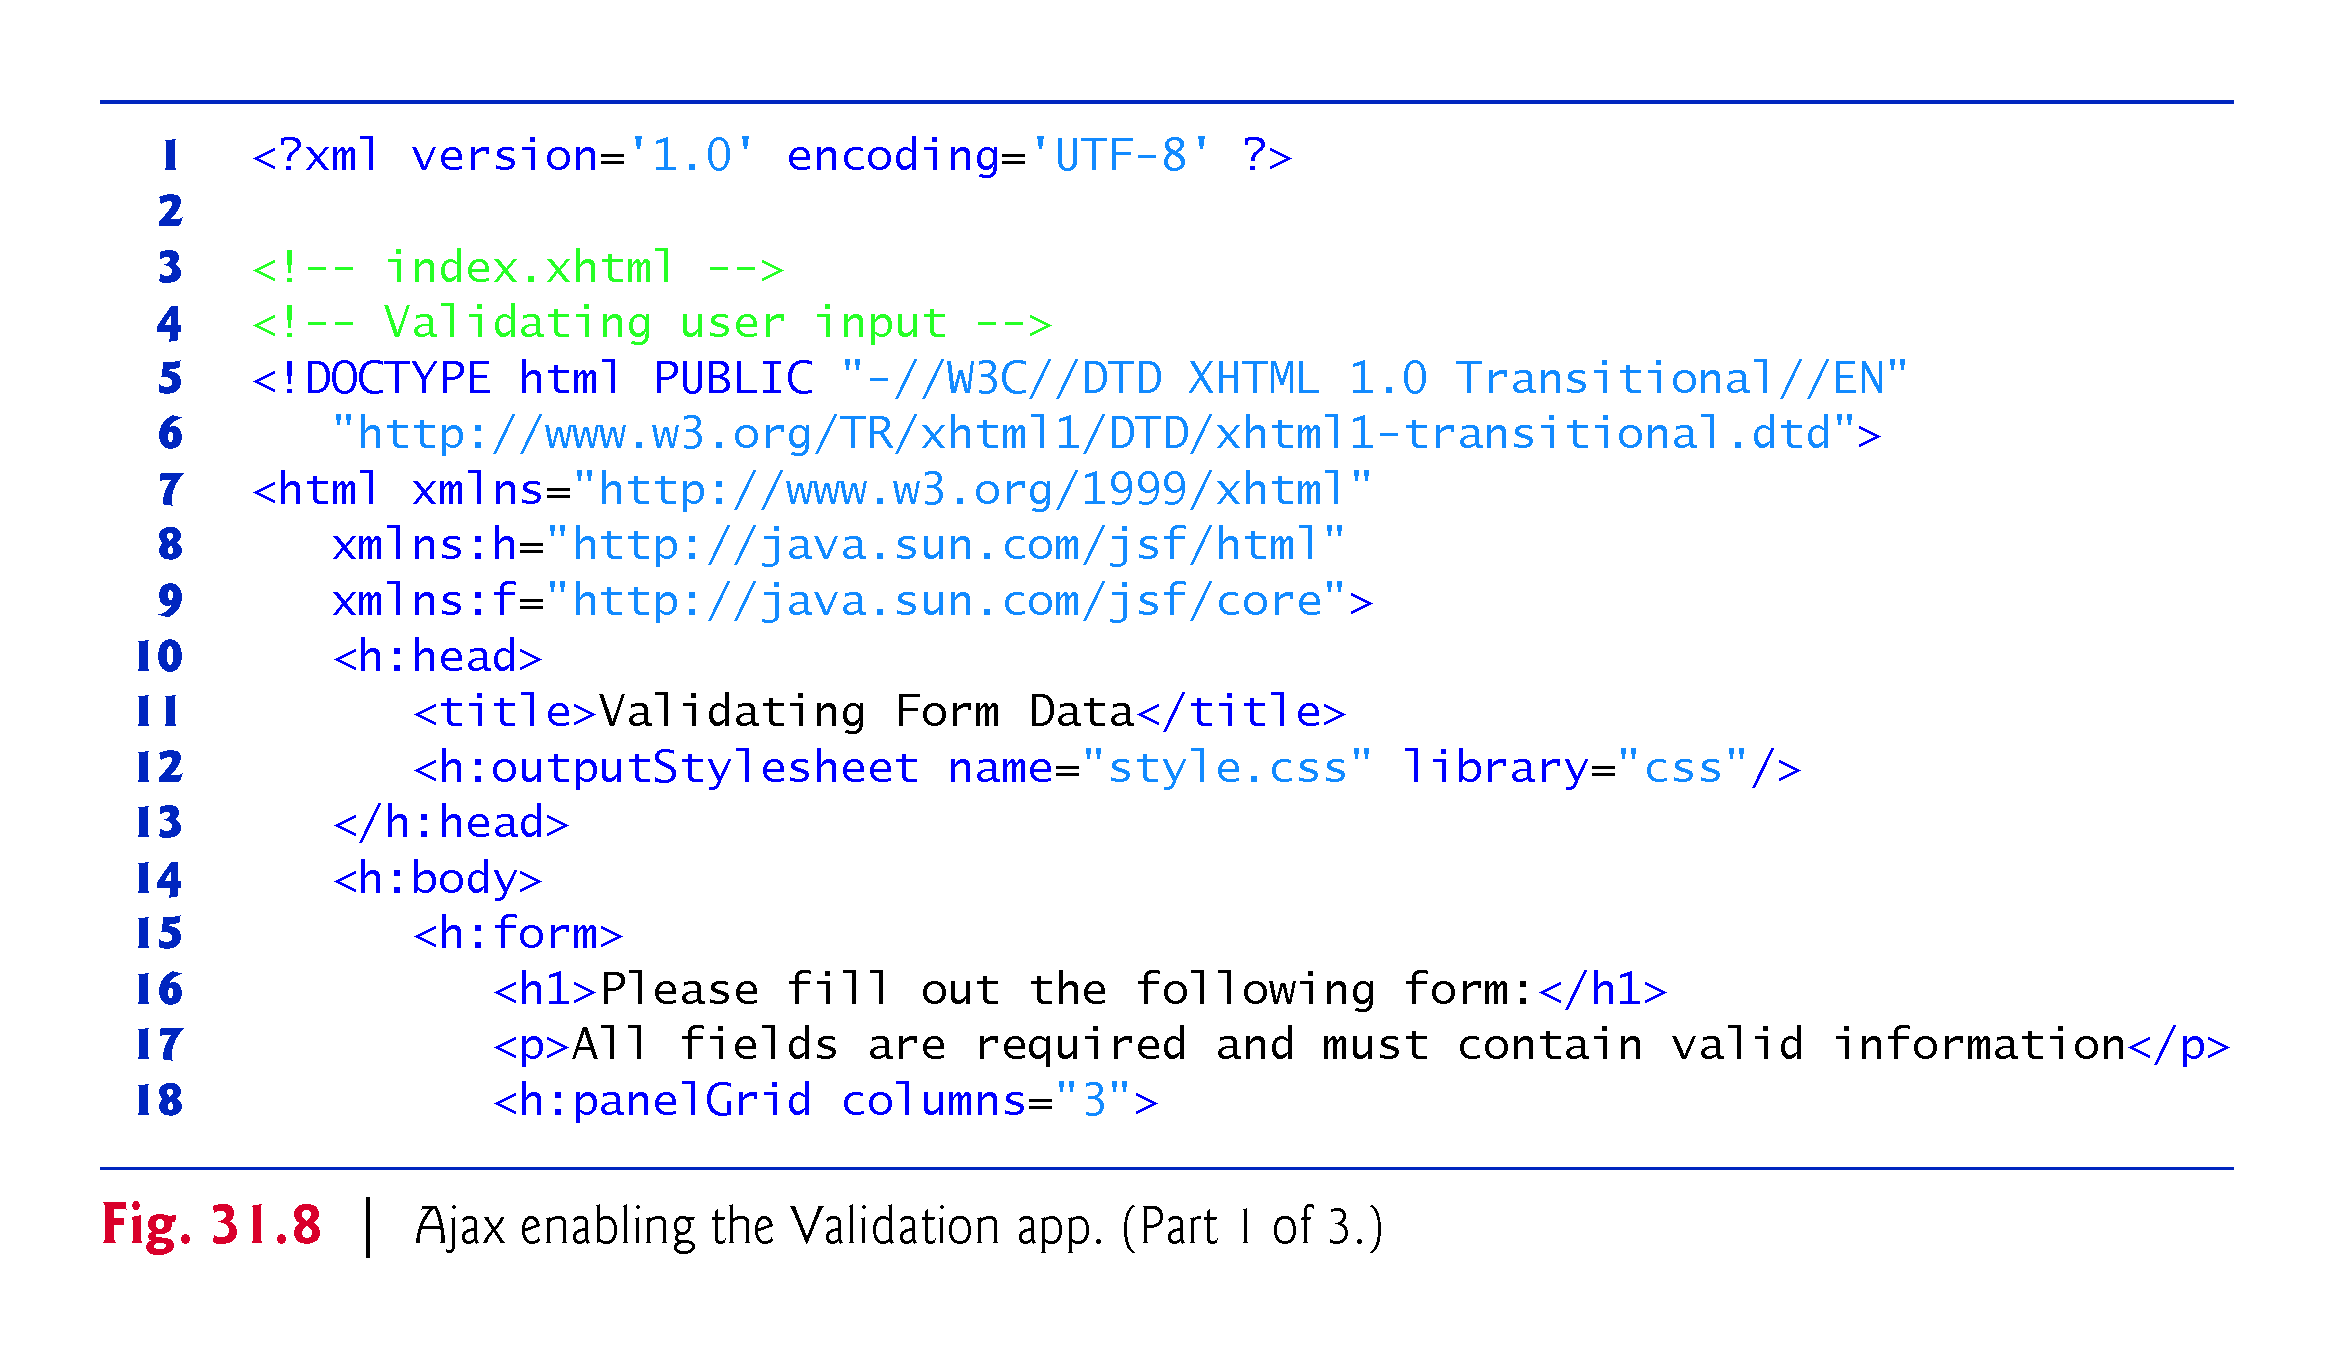 1 <?xml version='1.0' encoding='UTF-8' ?>
2
3 <!-- index.xhtml -->
4 <!-- Validating user input -->
5 <!DOCTYPE html PUBLIC "-//W3C//DTD XHTML 1.0 Transitional//EN"
6    "http://www.w3.org/TR/xhtml1/DTD/xhtml1-transitional.dtd">
7 <html xmlns="http://www.w3.org/1999/xhtml"
8    xmlns:h="http://java.sun.com/jsf/html"
9    xmlns:f="http://java.sun.com/jsf/core">
10    <h:head>
11       <title>Validating Form Data</title>
12       <h:outputStylesheet name="style.css" library="css"/>
13    </h:head>
14    <h:body>
15       <h:form>
16          <h1>Please fill out the following form:</h1>
17          <p>All fields are required and must contain valid information</p>
18          <h:panelGrid columns="3">
Fig. 31.8 | Ajax enabling the Validation app. (Part 1 of 3.)